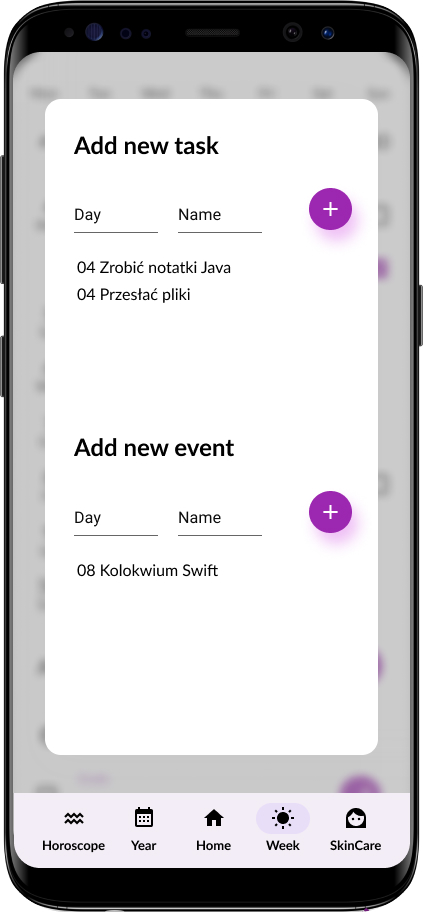 Add new task
Day Name
04 Zrobić notatki Java
04 Przesłać pliki
Add new event
Day Name
08 Kolokwium Swift
Horoscope Year Home Week SkinCare